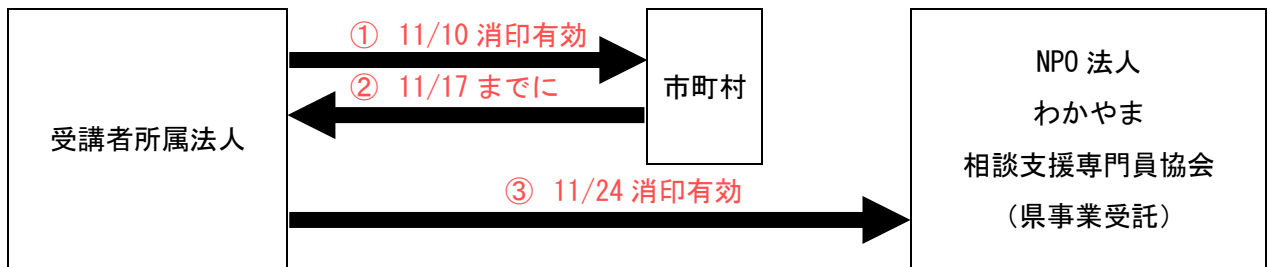 ① 11/10 消印有効
② 11/17 までに
市町村
受講者所属法人
③ 11/24 消印有効
NPO 法人
わかやま
相談支援専門員協会
（県事業受託）